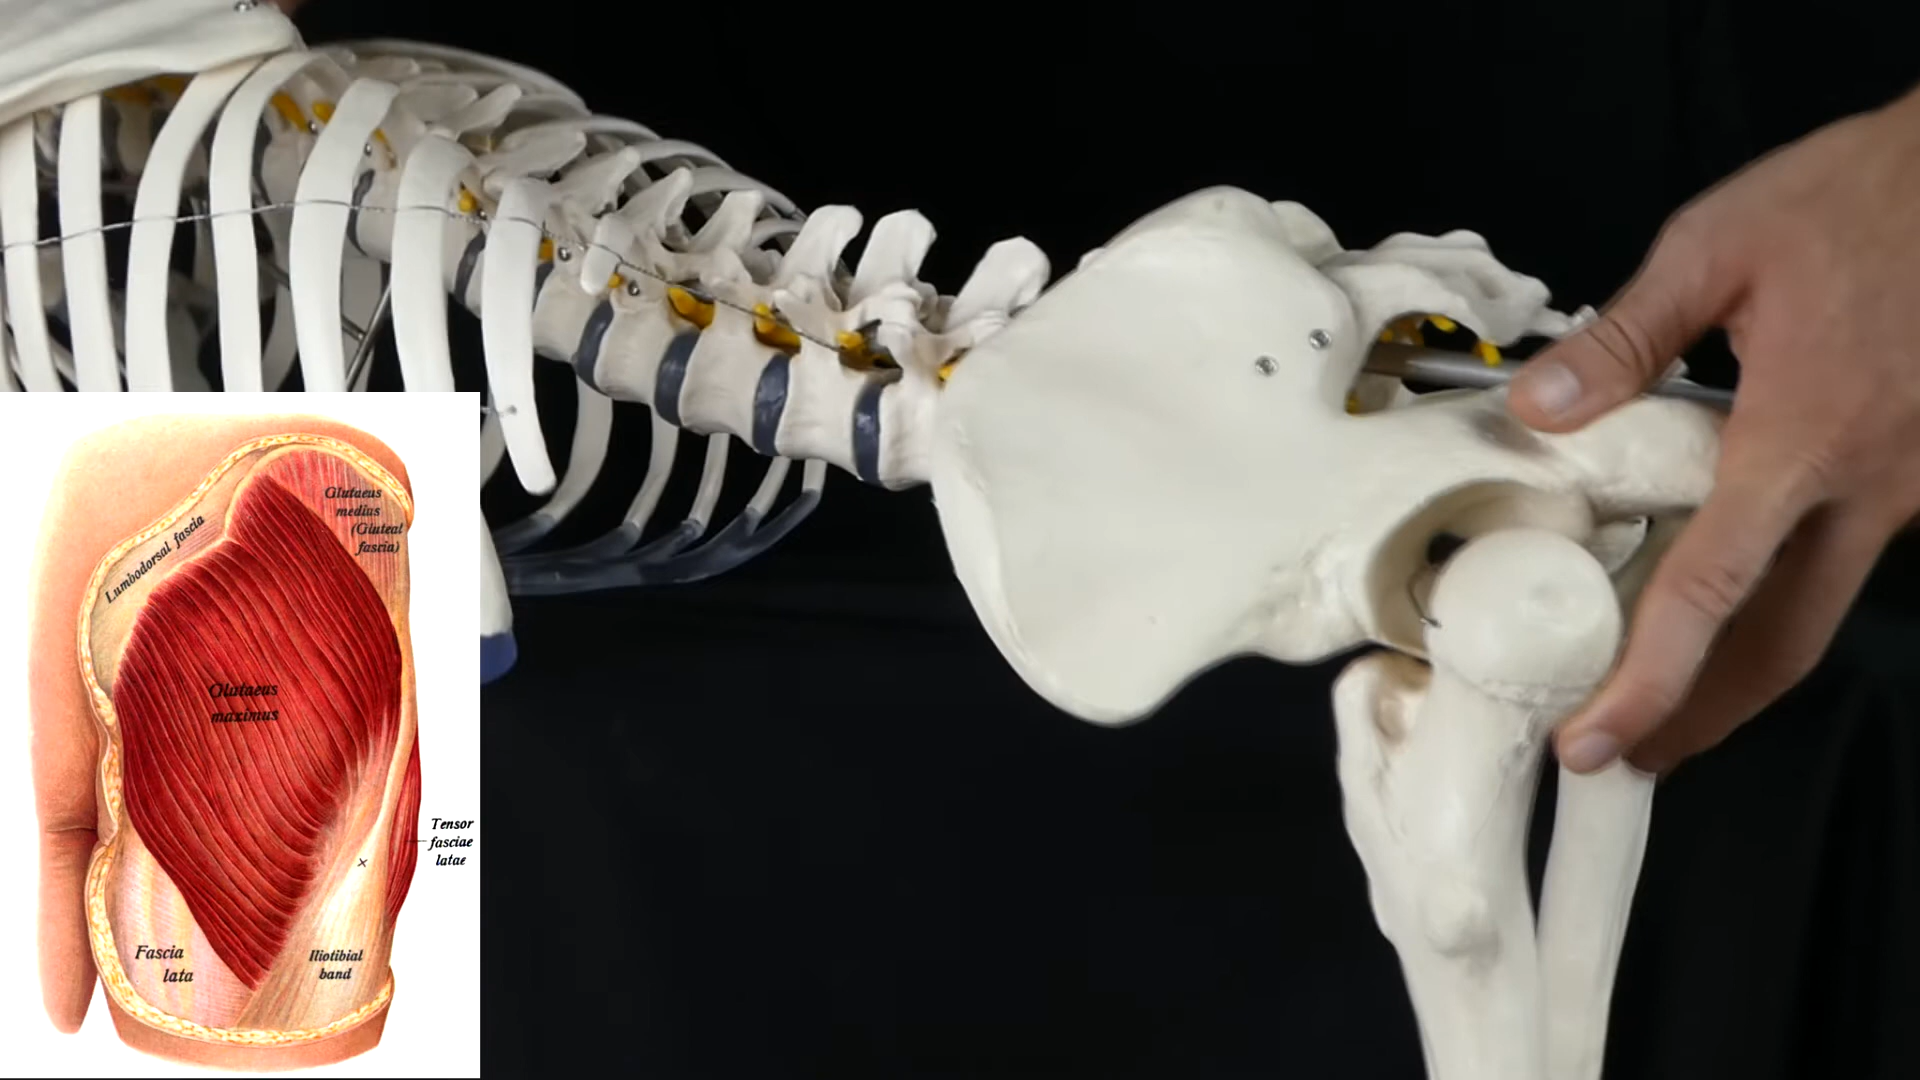 Glutaeus
medius
(Gluteal
fascia)
Lumbodorsal fascia
Glutaeus
maximus
Tensor
fasciae
latae
Fascia
lata
Iliotibial
band